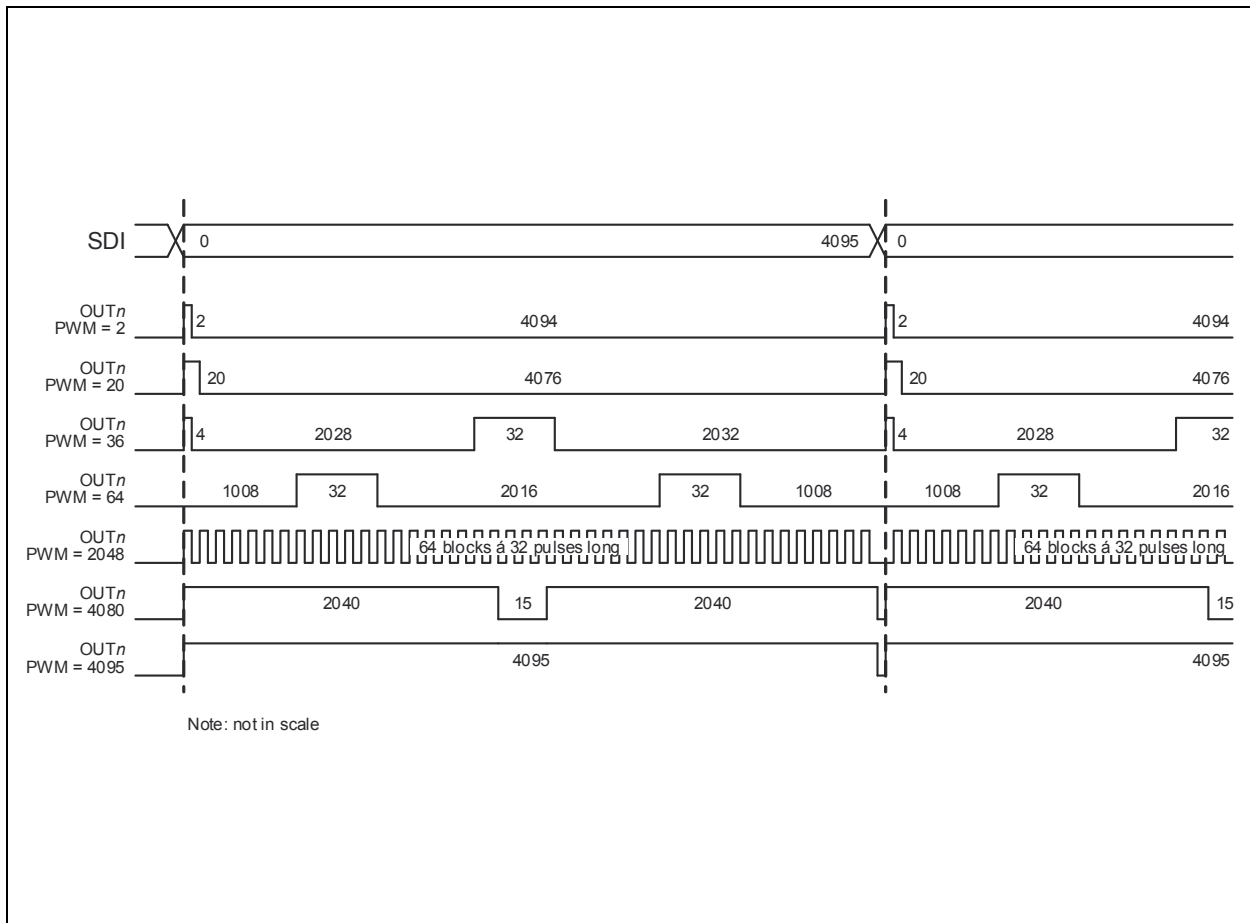 SDI 0 4095 0
OUTn
PWM = 2
2 4094 2 4094
OUTn
PWM = 20
20 4076 20 4076
OUTn
PWM = 36
4 2028 32 2032 4 2028 32
OUTn
PWM = 64
1008 32 2016 32 1008 1008 32 2016
OUTn
PWM = 2048
64 blocks á 32 pulses long 64 blocks á 32 pulses long
OUTn
PWM = 4080
2040 15 2040 2040 15
OUTn
PWM = 4095
4095 4095
Note: not in scale